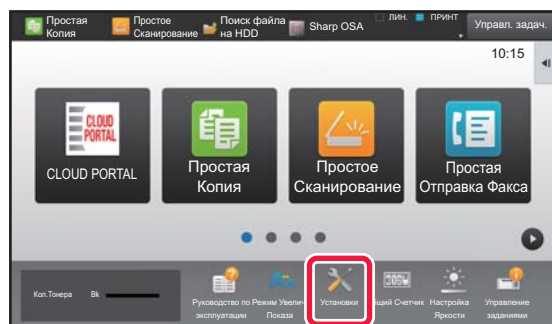 Простая
Копия
Простое
Сканирование
Поиск файла
на HDD
Sharp OSA
ЛИН.
ПРИНТ
Управл. задач.
10:15
CLOUD
PORTAL
CLOUD PORTAL
Простая
Копия
Простое
Сканирование
Простая
Отправка Факса
Кол.Тонера
Bk
Руководство по
эксплуатации
Режим Увелич
Показа
Установки
бщий Счетчик
Настройка
Яркости
Управление
заданиями